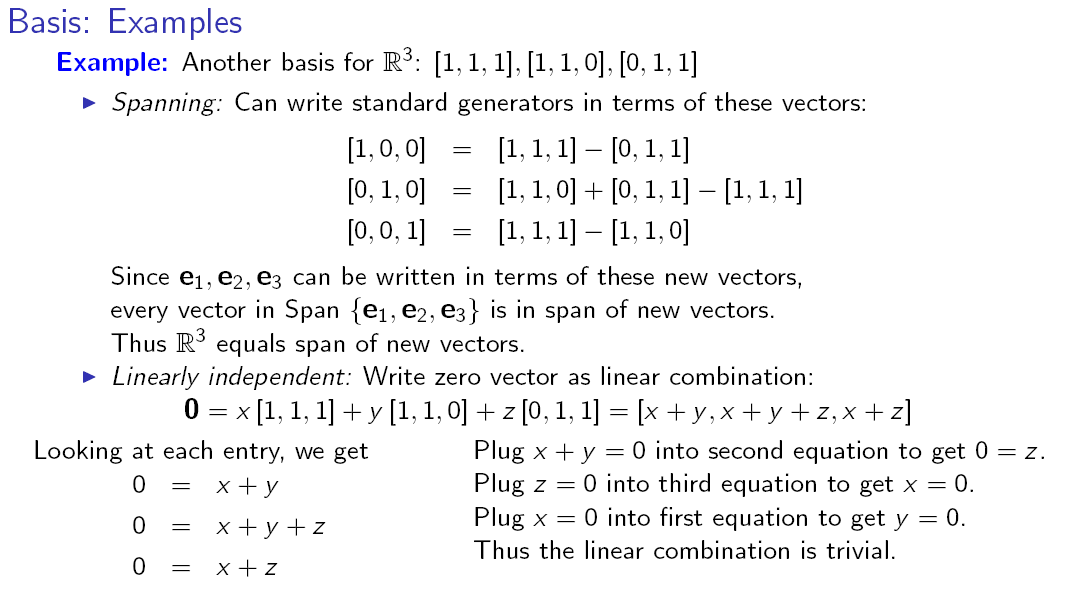 Basis: Examples
Example: Another basis for ℝ³: [1, 1, 1], [1, 1, 0], [0, 1, 1]
▶ Spanning: Can write standard generators in terms of these vectors:
[1, 0, 0] = [1, 1, 1] − [0, 1, 1]
[0, 1, 0] = [1, 1, 0] + [0, 1, 1] − [1, 1, 1]
[0, 0, 1] = [1, 1, 1] − [1, 1, 0]
Since e₁, e₂, e₃ can be written in terms of these new vectors,
every vector in Span {e₁, e₂, e₃} is in span of new vectors.
Thus ℝ³ equals span of new vectors.
▶ Linearly independent: Write zero vector as linear combination:
0 = x [1, 1, 1] + y [1, 1, 0] + z [0, 1, 1] = [x + y, x + y + z, x + z]
Looking at each entry, we get
0 = x + y
0 = x + y + z
0 = x + z
Plug x + y = 0 into second equation to get 0 = z.
Plug z = 0 into third equation to get x = 0.
Plug x = 0 into first equation to get y = 0.
Thus the linear combination is trivial.